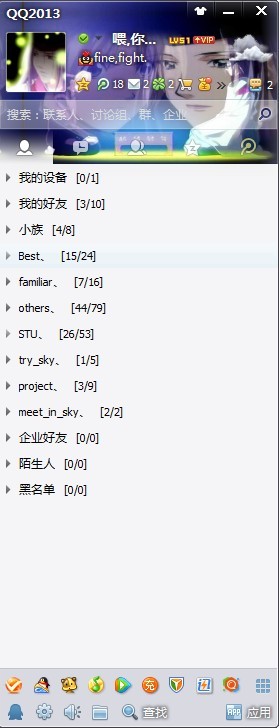 QQ2013
喂,你... LV51 VIP
fine,fight.
18 2 2 2
搜索：联系人、讨论组、群、企业
我的设备 [0/1]
我的好友 [3/10]
小族 [4/8]
Best、 [15/24]
familiar、 [7/16]
others、 [44/79]
STU、 [26/53]
try_sky、 [1/5]
project、 [3/9]
meet_in_sky、 [2/2]
企业好友 [0/0]
陌生人 [0/0]
黑名单 [0/0]
查找 APP 应用